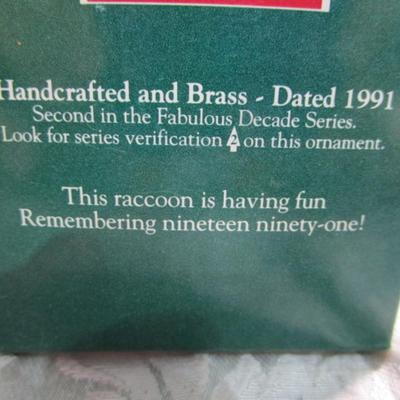 Handcrafted and Brass - Dated 1991
Second in the Fabulous Decade Series.
Look for series verification 2 on this ornament.
This raccoon is having fun
Remembering nineteen ninety-one!